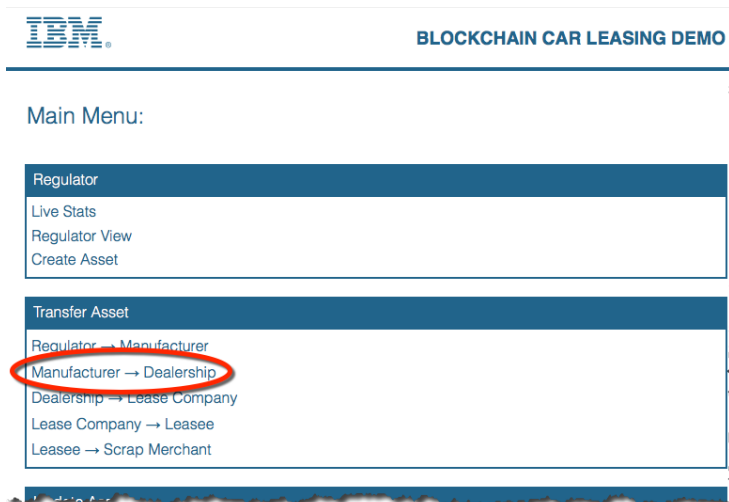 IBM®
BLOCKCHAIN CAR LEASING DEMO
Main Menu:
Regulator
Live Stats
Regulator View
Create Asset
Transfer Asset
Regulator → Manufacturer
Manufacturer → Dealership
Dealership → Lease Company
Lease Company → Leasee
Leasee → Scrap Merchant